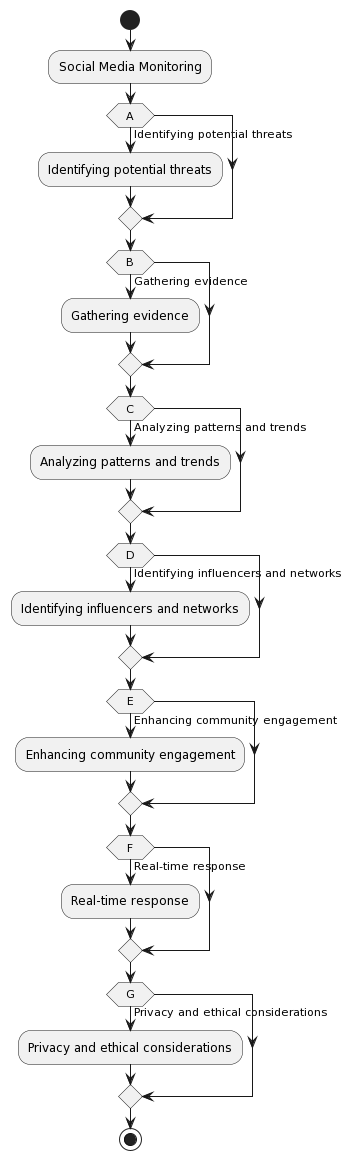 Social Media Monitoring
A
Identifying potential threats
Identifying potential threats
B
Gathering evidence
Gathering evidence
C
Analyzing patterns and trends
Analyzing patterns and trends
D
Identifying influencers and networks
Identifying influencers and networks
E
Enhancing community engagement
Enhancing community engagement
F
Real-time response
Real-time response
G
Privacy and ethical considerations
Privacy and ethical considerations